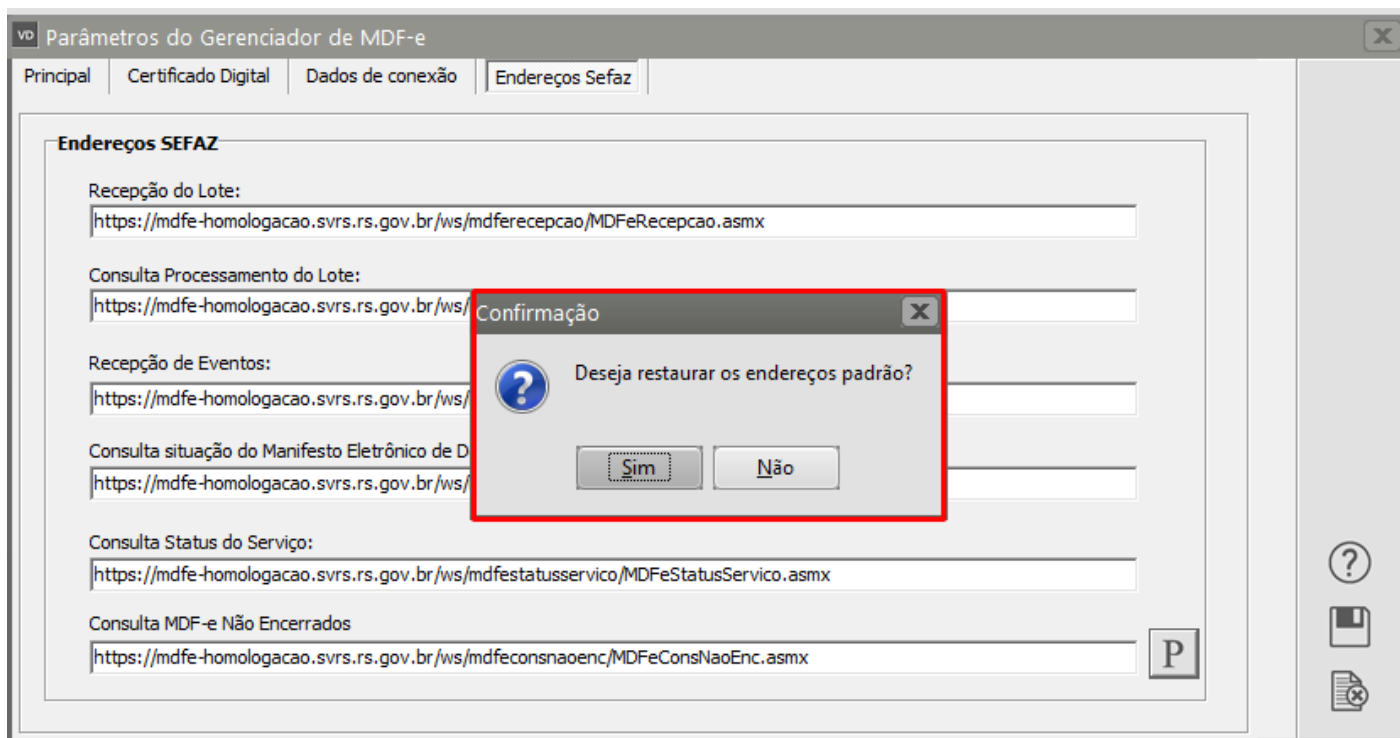 VD Parâmetros do Gerenciador de MDF-e
Principal Certificado Digital Dados de conexão Endereços Sefaz
Endereços SEFAZ
Recepção do Lote:
https://mdfe-homologacao.svrs.rs.gov.br/ws/mdferecepcao/MDFeRecepcao.asmx
Consulta Processamento do Lote:
https://mdfe-homologacao.svrs.rs.gov.br/ws/
Recepção de Eventos:
https://mdfe-homologacao.svrs.rs.gov.br/ws/
Consulta situação do Manifesto Eletrônico de D
https://mdfe-homologacao.svrs.rs.gov.br/ws/
Confirmação
Deseja restaurar os endereços padrão?
Sim Não
Consulta Status do Serviço:
https://mdfe-homologacao.svrs.rs.gov.br/ws/mdfestatusservico/MDFeStatusServico.asmx
Consulta MDF-e Não Encerrados
https://mdfe-homologacao.svrs.rs.gov.br/ws/mdfeconsnaoenc/MDFeConsNaoEnc.asmx
P